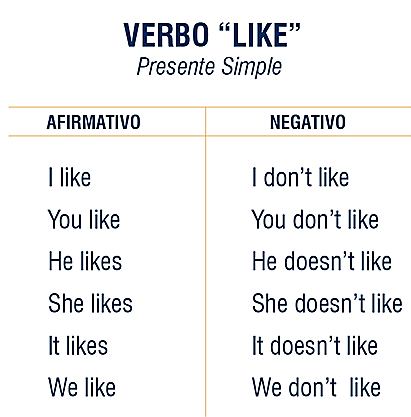 VERBO “LIKE”
Presente Simple
AFIRMATIVO NEGATIVO
I like I don’t like
You like You don’t like
He likes He doesn’t like
She likes She doesn’t like
It likes It doesn’t like
We like We don’t like